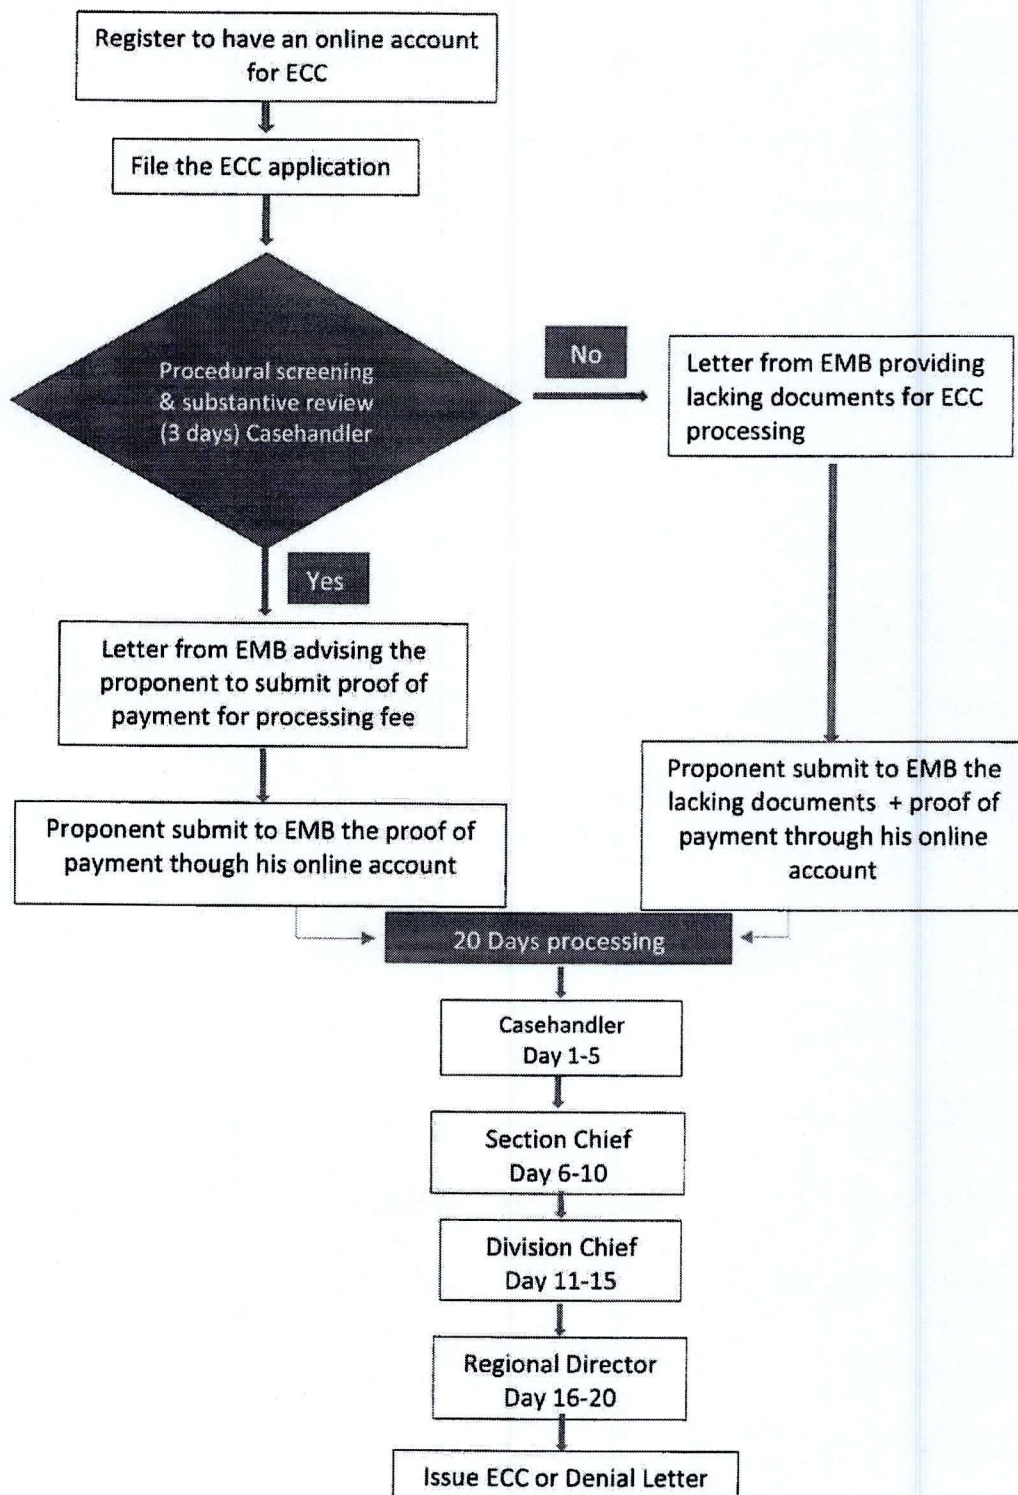 Register to have an online account
for ECC
File the ECC application
Procedural screening
& substantive review
(3 days) Casehandler
No
Letter from EMB providing
lacking documents for ECC
processing
Yes
Letter from EMB advising the
proponent to submit proof of
payment for processing fee
Proponent submit to EMB the proof of
payment though his online account
Proponent submit to EMB the
lacking documents + proof of
payment through his online
account
20 Days processing
Casehandler
Day 1-5
Section Chief
Day 6-10
Division Chief
Day 11-15
Regional Director
Day 16-20
Issue ECC or Denial Letter